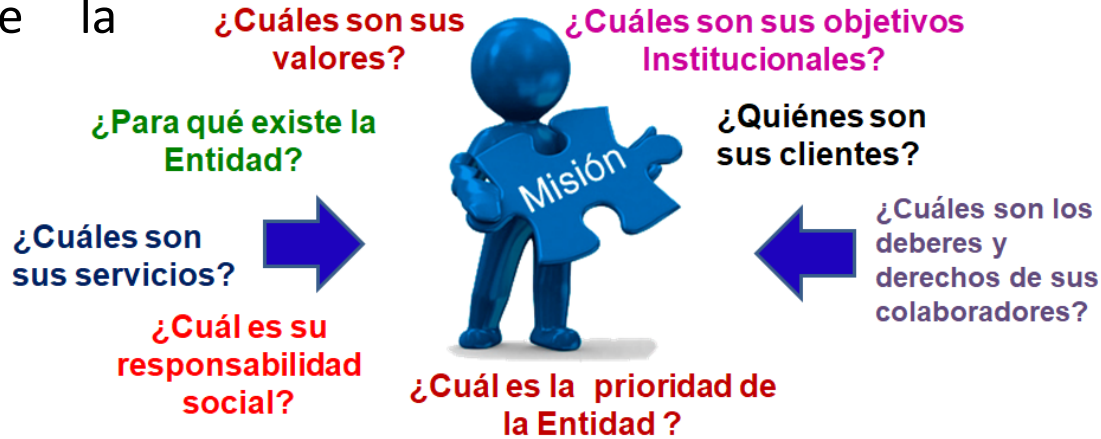 e la
¿Cuáles son sus
valores?
¿Cuáles son sus objetivos
Institucionales?
¿Para qué existe la
Entidad?
¿Quiénes son
sus clientes?
Misión
¿Cuáles son
sus servicios?
¿Cuáles son los
deberes y
derechos de sus
colaboradores?
¿Cuál es su
responsabilidad
social?
¿Cuál es la prioridad de
la Entidad ?